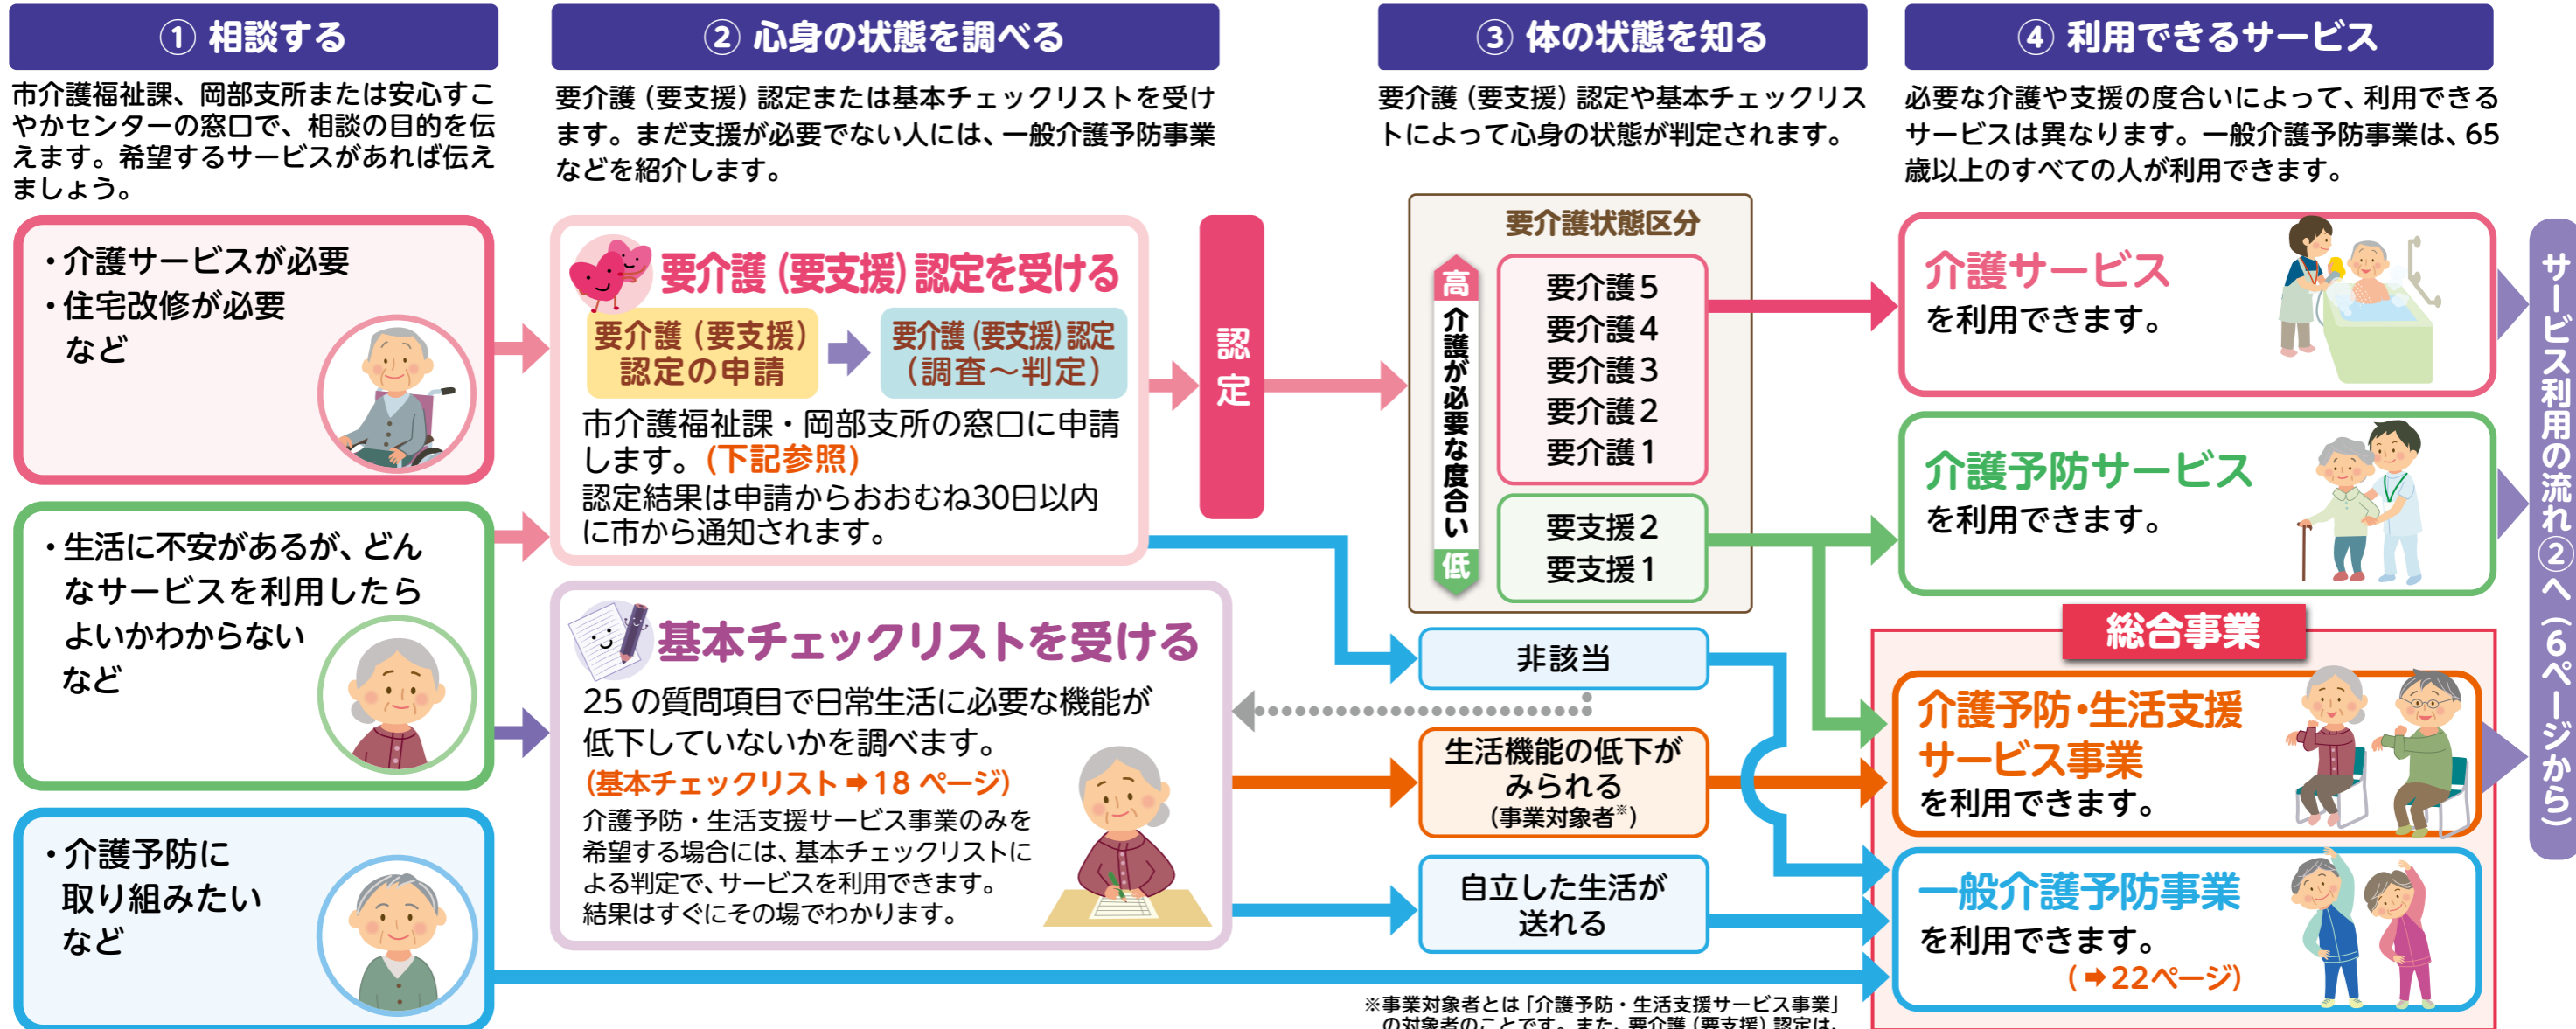 ① 相談する
市介護福祉課、岡部支所または安心すこ
やかセンターの窓口で、相談の目的を伝
えます。希望するサービスがあれば伝え
ましょう。
・介護サービスが必要
・住宅改修が必要
など
・生活に不安があるが、どん
なサービスを利用したら
よいかわからない
など
・介護予防に
取り組みたい
など
② 心身の状態を調べる
要介護（要支援）認定または基本チェックリストを受け
ます。まだ支援が必要でない人には、一般介護予防事業
などを紹介します。
要介護（要支援）認定を受ける
要介護（要支援）
認定の申請
要介護（要支援）認定
（調査～判定）
市介護福祉課・岡部支所の窓口に申請
します。(下記参照)
認定結果は申請からおおむね30日以内
に市から通知されます。
認定
基本チェックリストを受ける
25の質問項目で日常生活に必要な機能が
低下していないかを調べます。
(基本チェックリスト➡18 ページ)
介護予防・生活支援サービス事業のみを
希望する場合には、基本チェックリストに
よる判定で、サービスを利用できます。
結果はすぐにその場でわかります。
③ 体の状態を知る
要介護（要支援）認定や基本チェックリス
トによって心身の状態が判定されます。
要介護状態区分
高
介護が必要な度合い
低
要介護5
要介護4
要介護3
要介護2
要介護1
要支援2
要支援1
非該当
生活機能の低下が
みられる
(事業対象者※)
自立した生活が
送れる
※事業対象者とは「介護予防・生活支援サービス事業」
の対象者のことです。また、要介護（要支援）認定は、
④ 利用できるサービス
必要な介護や支援の度合いによって、利用できる
サービスは異なります。一般介護予防事業は、65
歳以上のすべての人が利用できます。
介護サービス
を利用できます。
介護予防サービス
を利用できます。
総合事業
介護予防・生活支援
サービス事業
を利用できます。
一般介護予防事業
を利用できます。
(➡22ページ)
サービス利用の流れ②へ（6ページから）